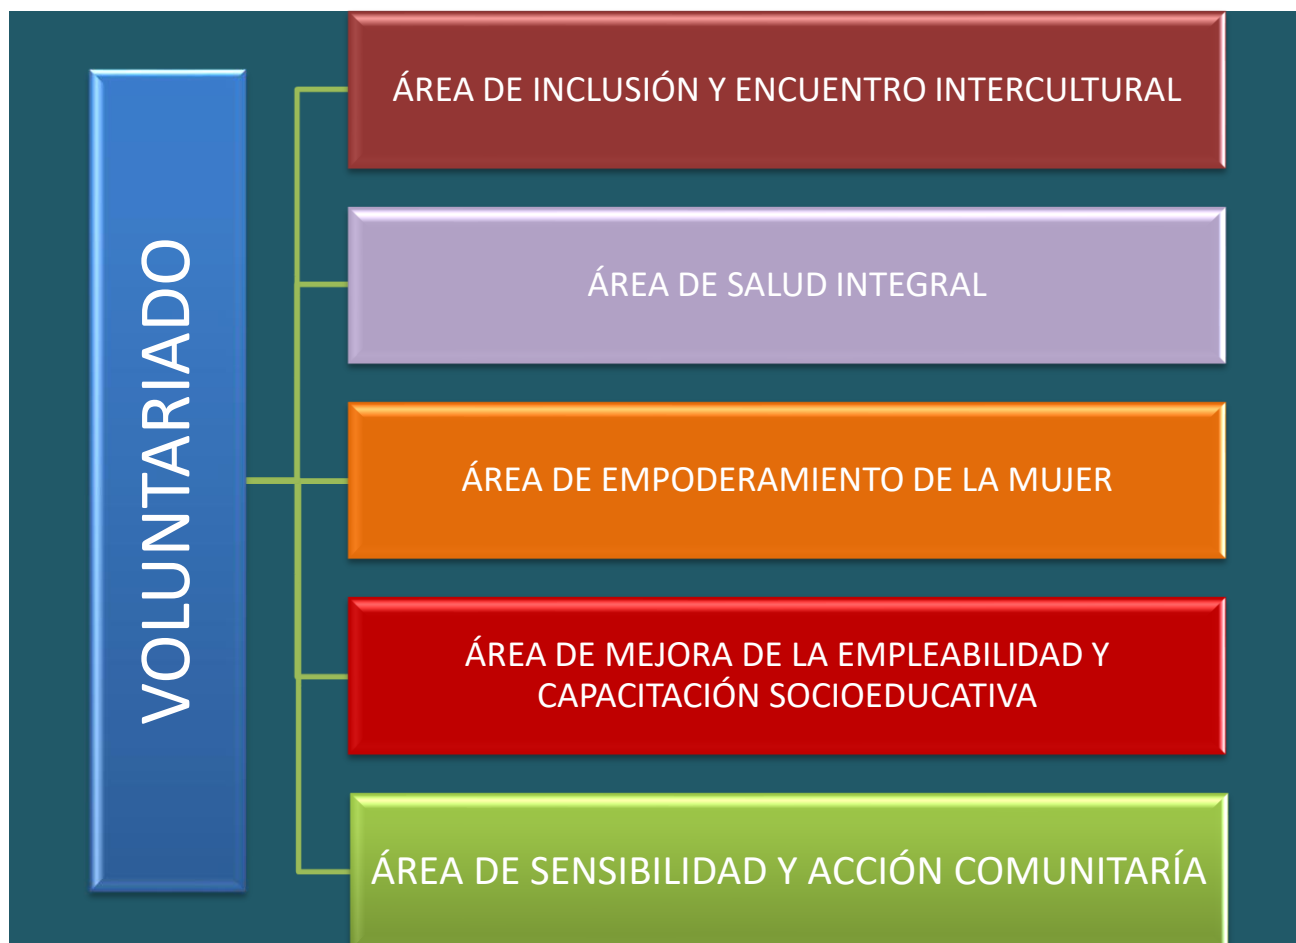 VOLUNTARIADO
ÁREA DE INCLUSIÓN Y ENCUENTRO INTERCULTURAL
ÁREA DE SALUD INTEGRAL
ÁREA DE EMPODERAMIENTO DE LA MUJER
ÁREA DE MEJORA DE LA EMPLEABILIDAD Y
CAPACITACIÓN SOCIOEDUCATIVA
ÁREA DE SENSIBILIDAD Y ACCIÓN COMUNITARÍA